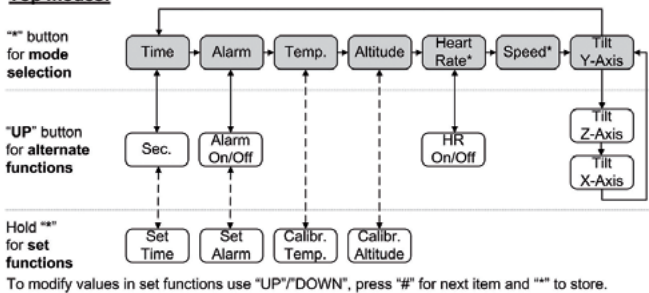 Top Modes:
"*" button
for mode
selection
Time
Alarm
Temp.
Altitude
Heart
Rate*
Speed*
Tilt
Y-Axis
"UP" button
for alternate
functions
Sec.
Alarm
On/Off
HR
On/Off
Tilt
Z-Axis
Tilt
X-Axis
Hold "*"
for set
functions
Set
Time
Set
Alarm
Calibr.
Temp.
Calibr.
Altitude
To modify values in set functions use "UP"/"DOWN", press "#" for next item and "*" to store.